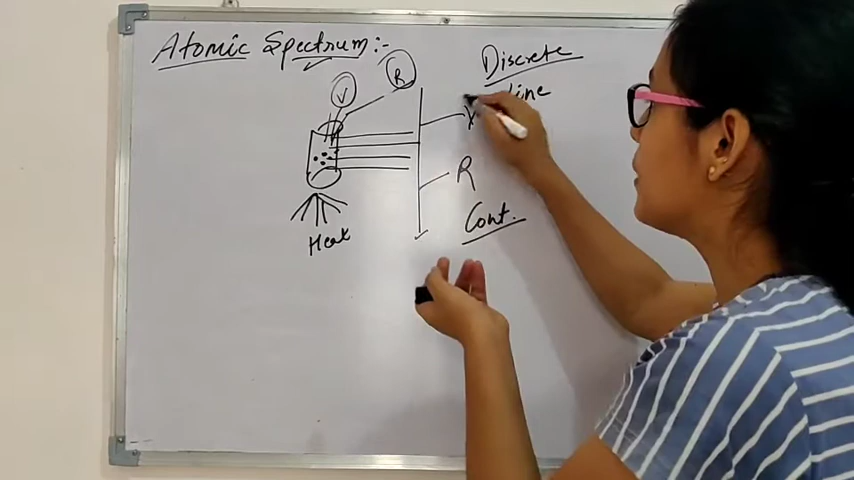 Atomic Spectrum :-
Discrete
line
V
R
R
Cont.
Heat